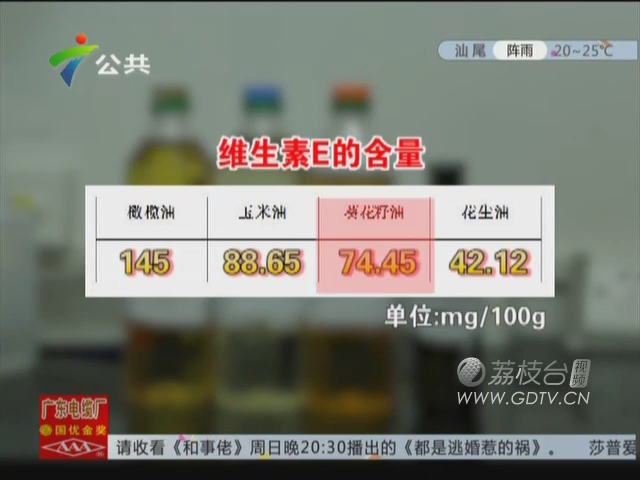 公共
汕尾 阵雨 20~25℃
维生素E的含量
橄榄油 玉米油 葵花籽油 花生油
145 88.65 74.45 42.12
单位:mg/100g
荔枝台 视频
WWW.GDTV.CN
广东电缆厂
国优金奖
请收看《和事佬》周日晚20:30播出的《都是逃婚惹的祸》。 莎普爱